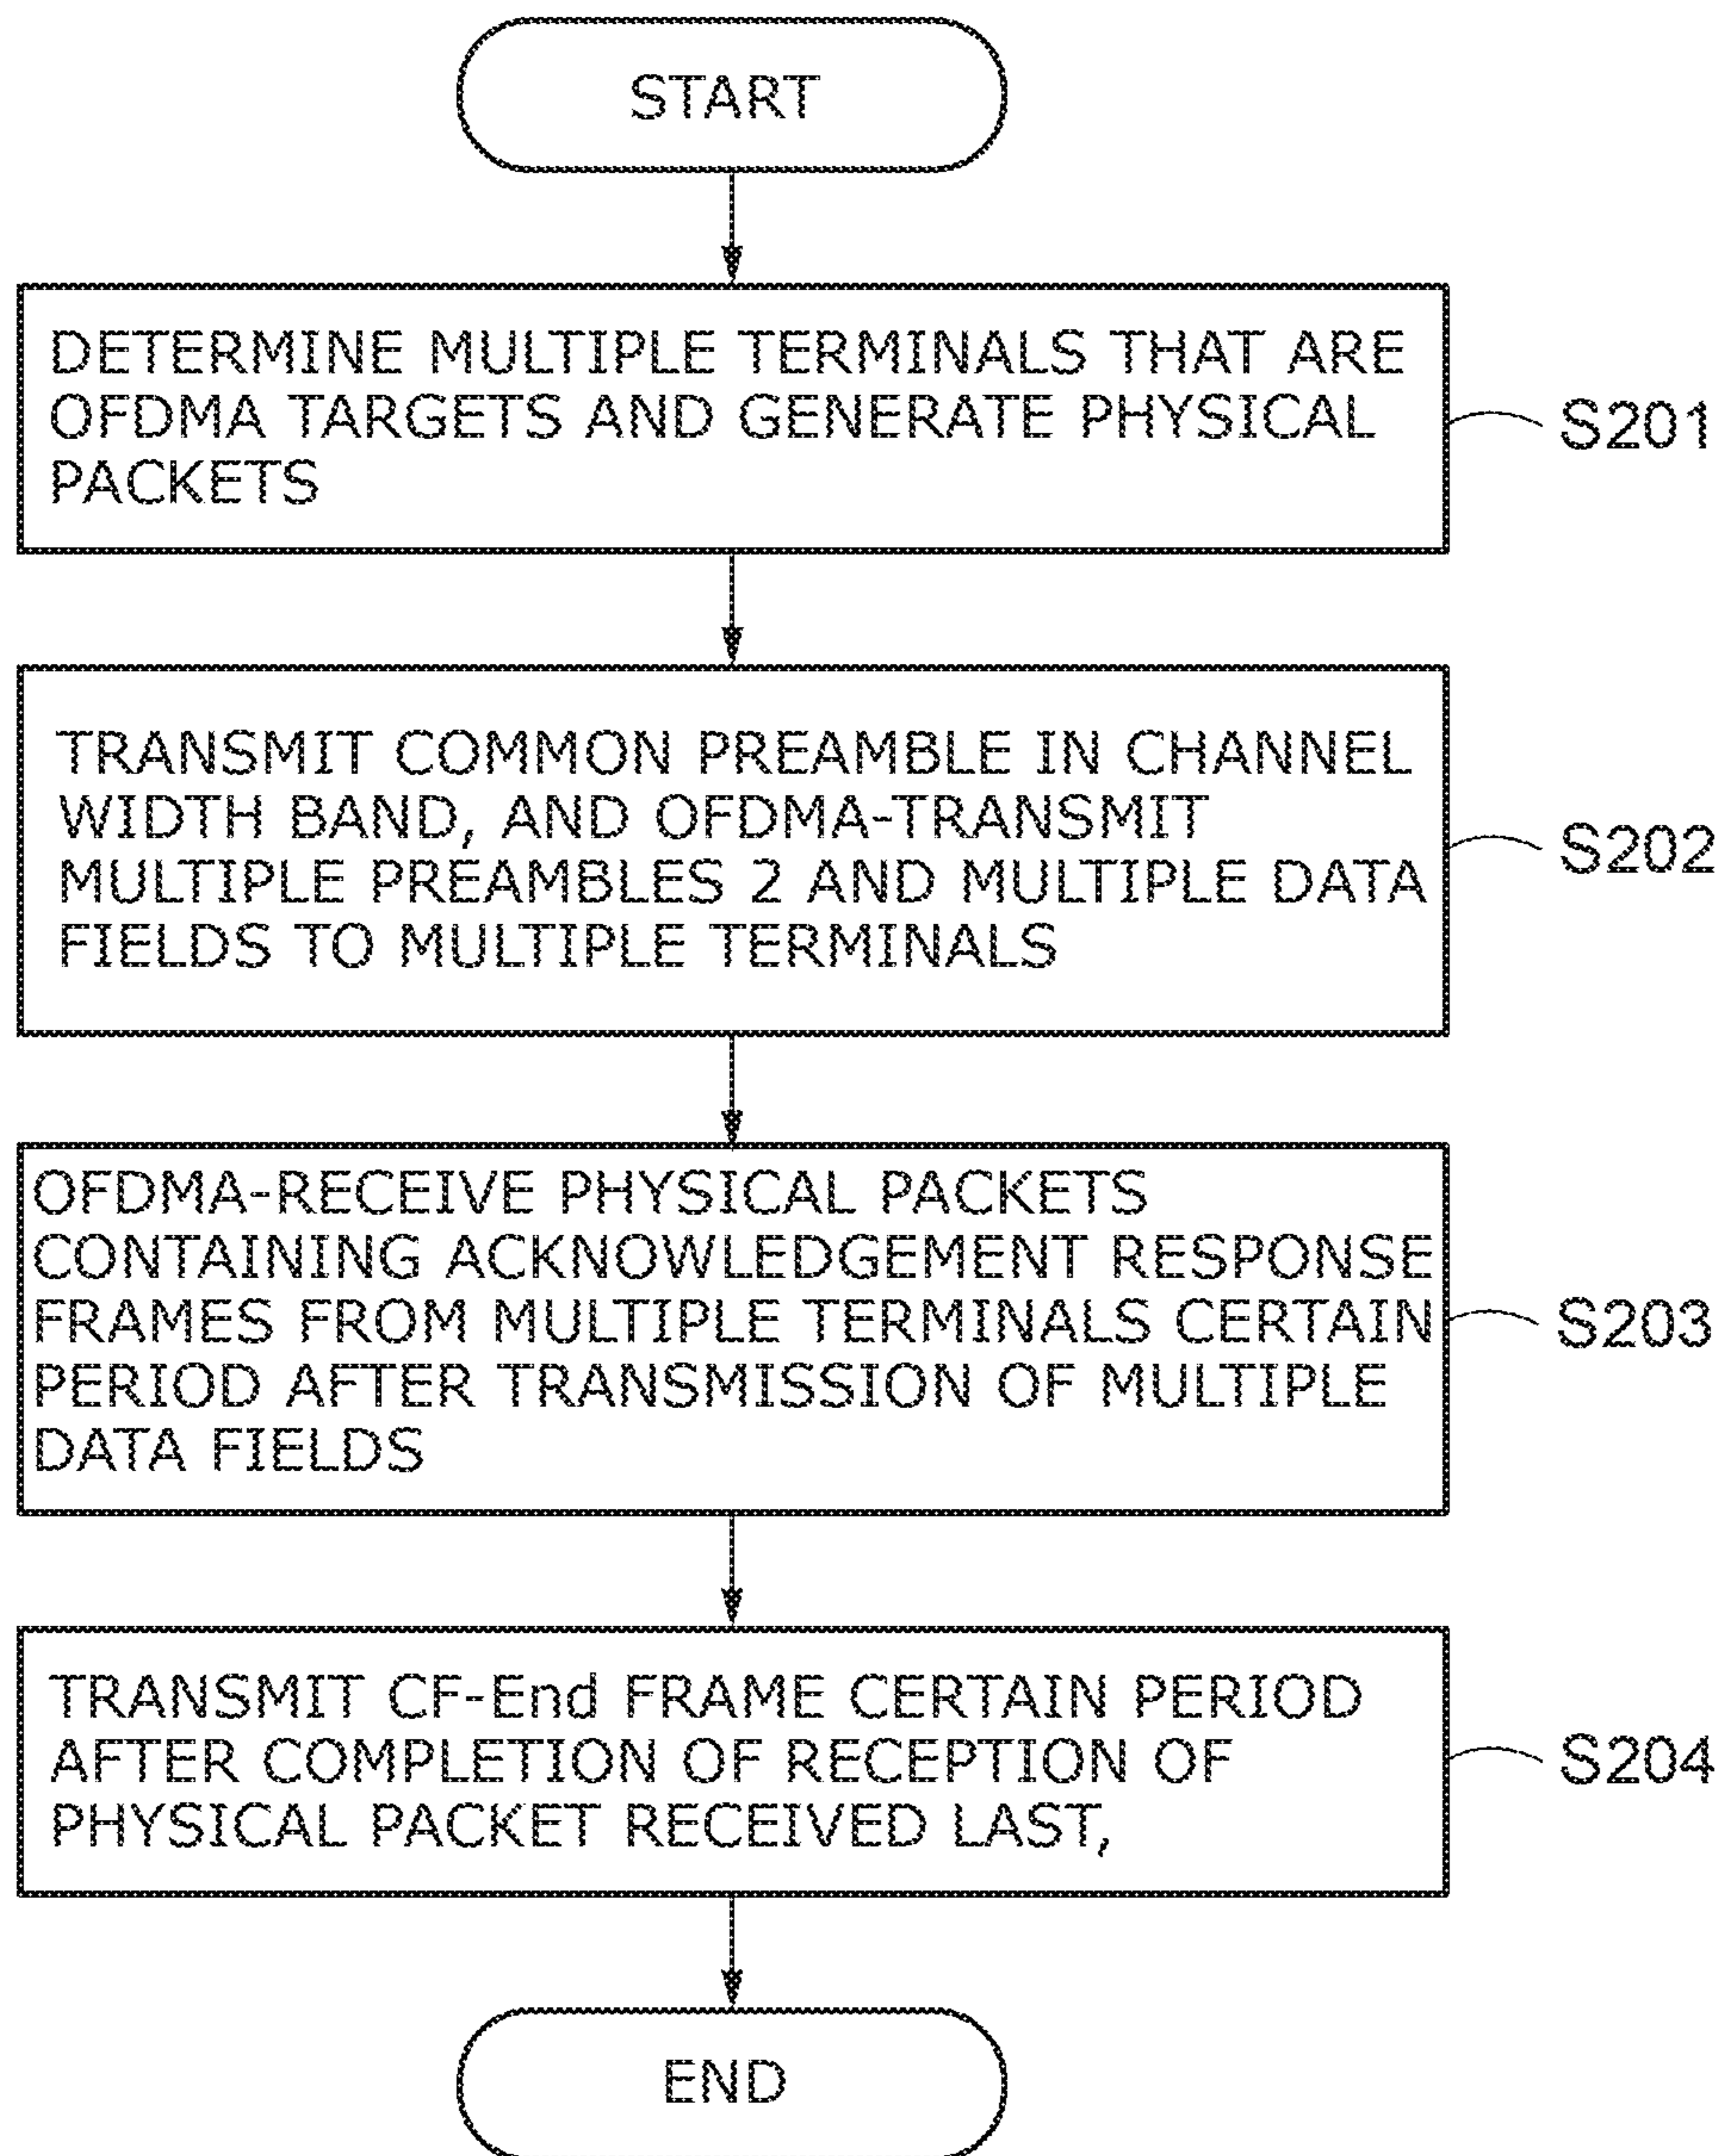 START
DETERMINE MULTIPLE TERMINALS THAT ARE
OFDMA TARGETS AND GENERATE PHYSICAL
PACKETS
S201
TRANSMIT COMMON PREAMBLE IN CHANNEL
WIDTH BAND, AND OFDMA-TRANSMIT
MULTIPLE PREAMBLES 2 AND MULTIPLE DATA
FIELDS TO MULTIPLE TERMINALS
S202
OFDMA-RECEIVE PHYSICAL PACKETS
CONTAINING ACKNOWLEDGEMENT RESPONSE
FRAMES FROM MULTIPLE TERMINALS CERTAIN
PERIOD AFTER TRANSMISSION OF MULTIPLE
DATA FIELDS
S203
TRANSMIT CF-End FRAME CERTAIN PERIOD
AFTER COMPLETION OF RECEPTION OF
PHYSICAL PACKET RECEIVED LAST,
S204
END